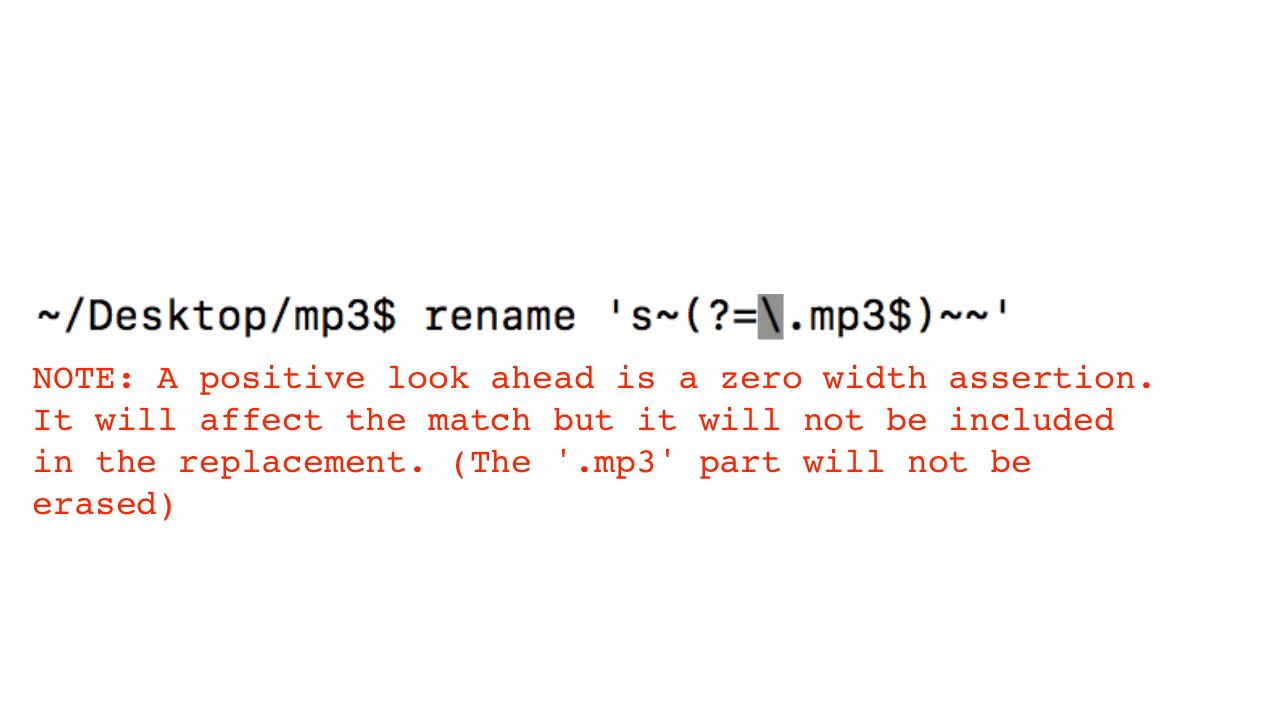 ~/Desktop/mp3$ rename 's~(?=\.mp3$)~~'
NOTE: A positive look ahead is a zero width assertion.
It will affect the match but it will not be included
in the replacement. (The '.mp3' part will not be
erased)